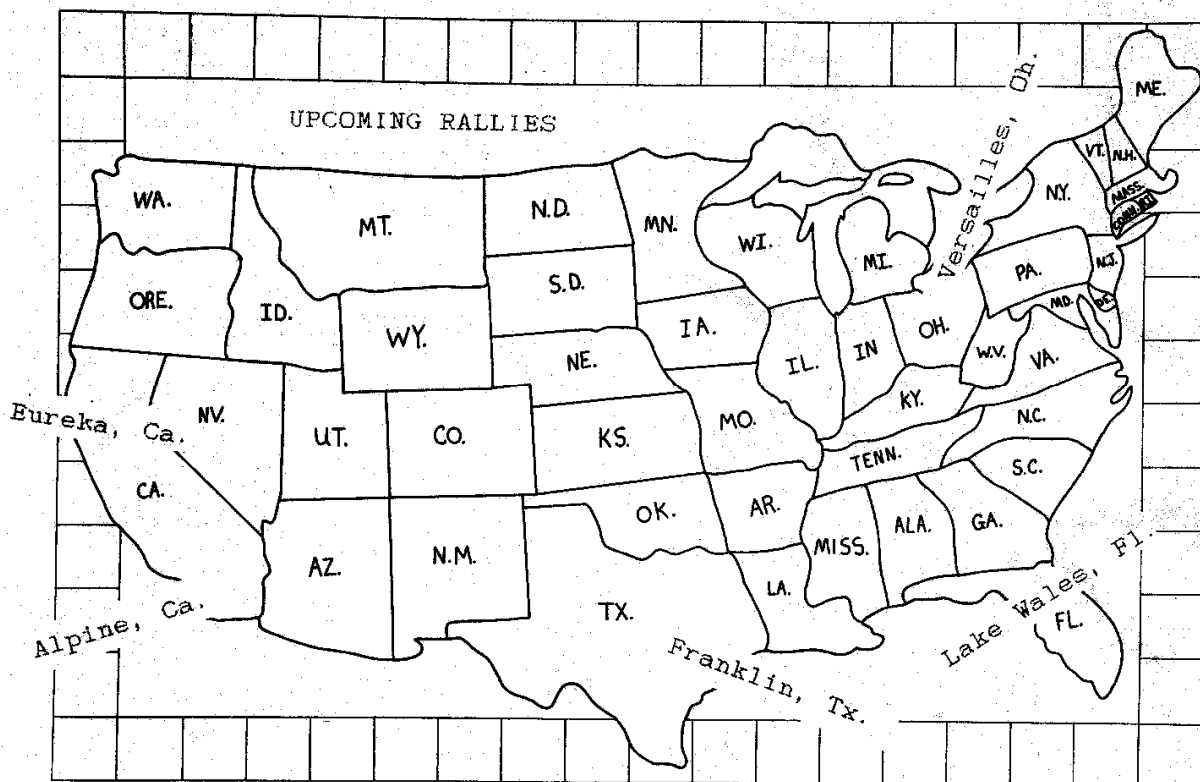 UPCOMING RALLIES
Versailles, Oh.
ME.
VT.
N.H.
WA.
MT.
N.D.
MN.
N.Y.
MASS.
CONN.
R.I.
WI.
MI.
ORE.
ID.
S.D.
PA.
N.J.
WY.
IA.
MD.
DE.
OH.
IL.
IN
W.V.
VA.
NE.
KY.
Eureka, Ca.
NV.
UT.
CO.
KS.
MO.
N.C.
TENN.
S.C.
CA.
OK.
AR.
MISS.
ALA.
GA.
AZ.
N.M.
LA.
TX.
Alpine, Ca.
Franklin, Tx.
Lake Wales, Fl.
FL.